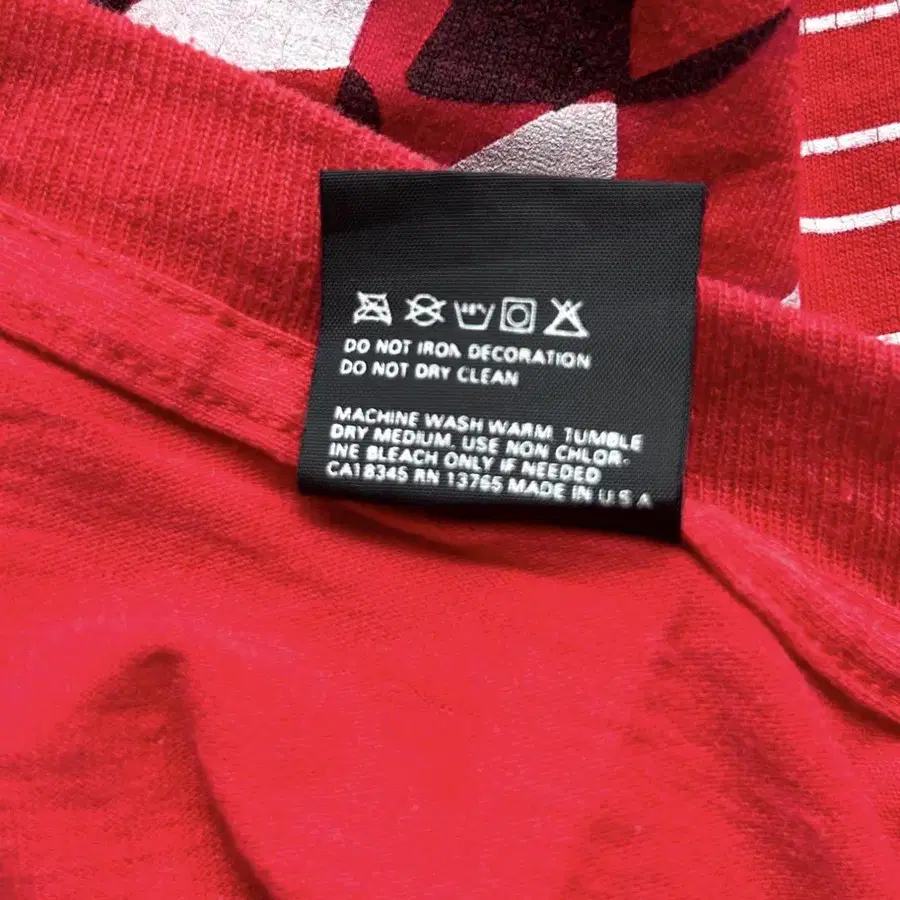 DO NOT IRON DECORATION
DO NOT DRY CLEAN
MACHINE WASH WARM, TUMBLE
DRY MEDIUM, USE NON CHLOR-
INE BLEACH ONLY IF NEEDED
CA18345 RN 13765 MADE IN U.S.A